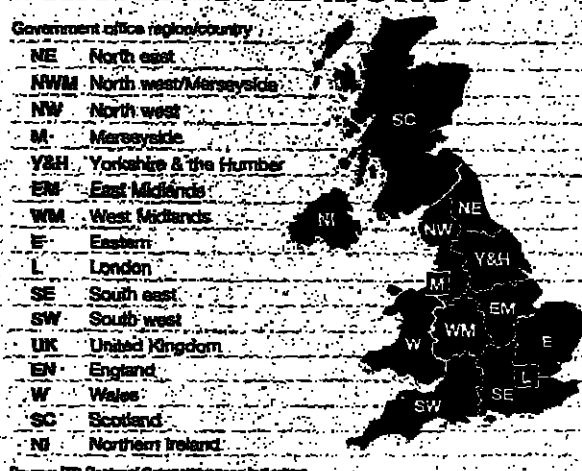 Government office region/country
NE North east
NWM North west/Merseyside
NW North west
M Merseyside
Y&H Yorkshire & the Humber
EM East Midlands
WM West Midlands
E Eastern
L London
SE South east
SW South west
UK United Kingdom
EN England
W Wales
SC Scotland
NI Northern Ireland
SC
NI
NE
NW
Y&H
M
EM
WM
E
W
L
SW
SE